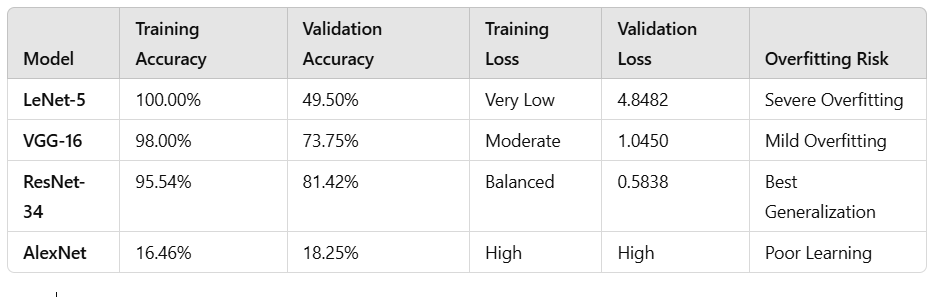 Model Training Accuracy Validation Accuracy Training Loss Validation Loss Overfitting Risk
LeNet-5 100.00% 49.50% Very Low 4.8482 Severe Overfitting
VGG-16 98.00% 73.75% Moderate 1.0450 Mild Overfitting
ResNet-34 95.54% 81.42% Balanced 0.5838 Best Generalization
AlexNet 16.46% 18.25% High High Poor Learning